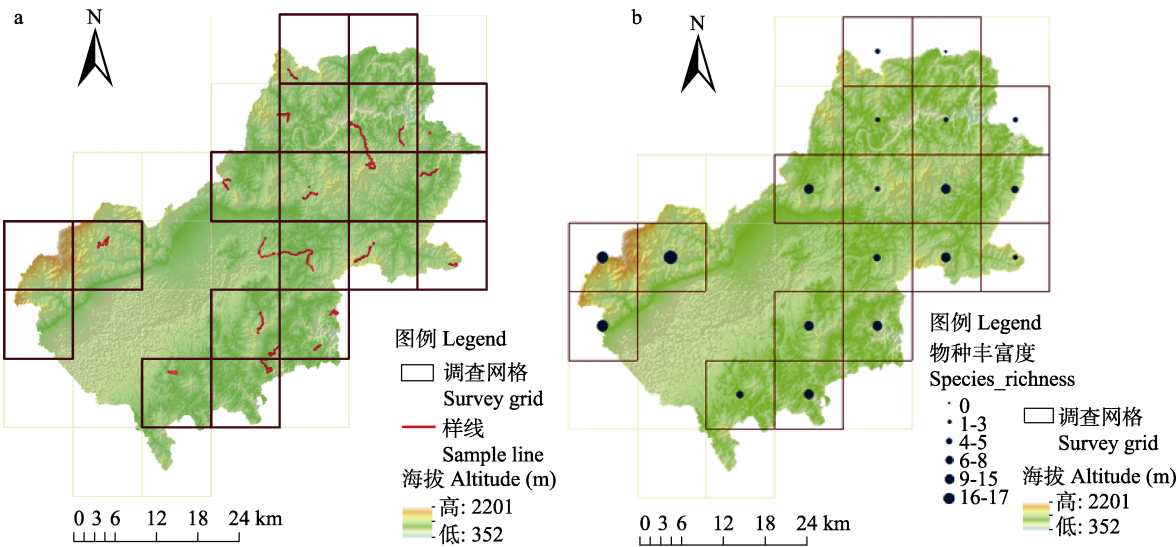 a
N
图例 Legend
调查网格
Survey grid
样线
Sample line
海拔 Altitude (m)
高: 2201
低: 352
0 3 6 12 18 24 km
b
N
图例 Legend
物种丰富度
Species_richness
0
1-3
4-5
6-8
9-15
16-17
调查网格
Survey grid
海拔 Altitude (m)
高: 2201
低: 352
0 3 6 12 18 24 km